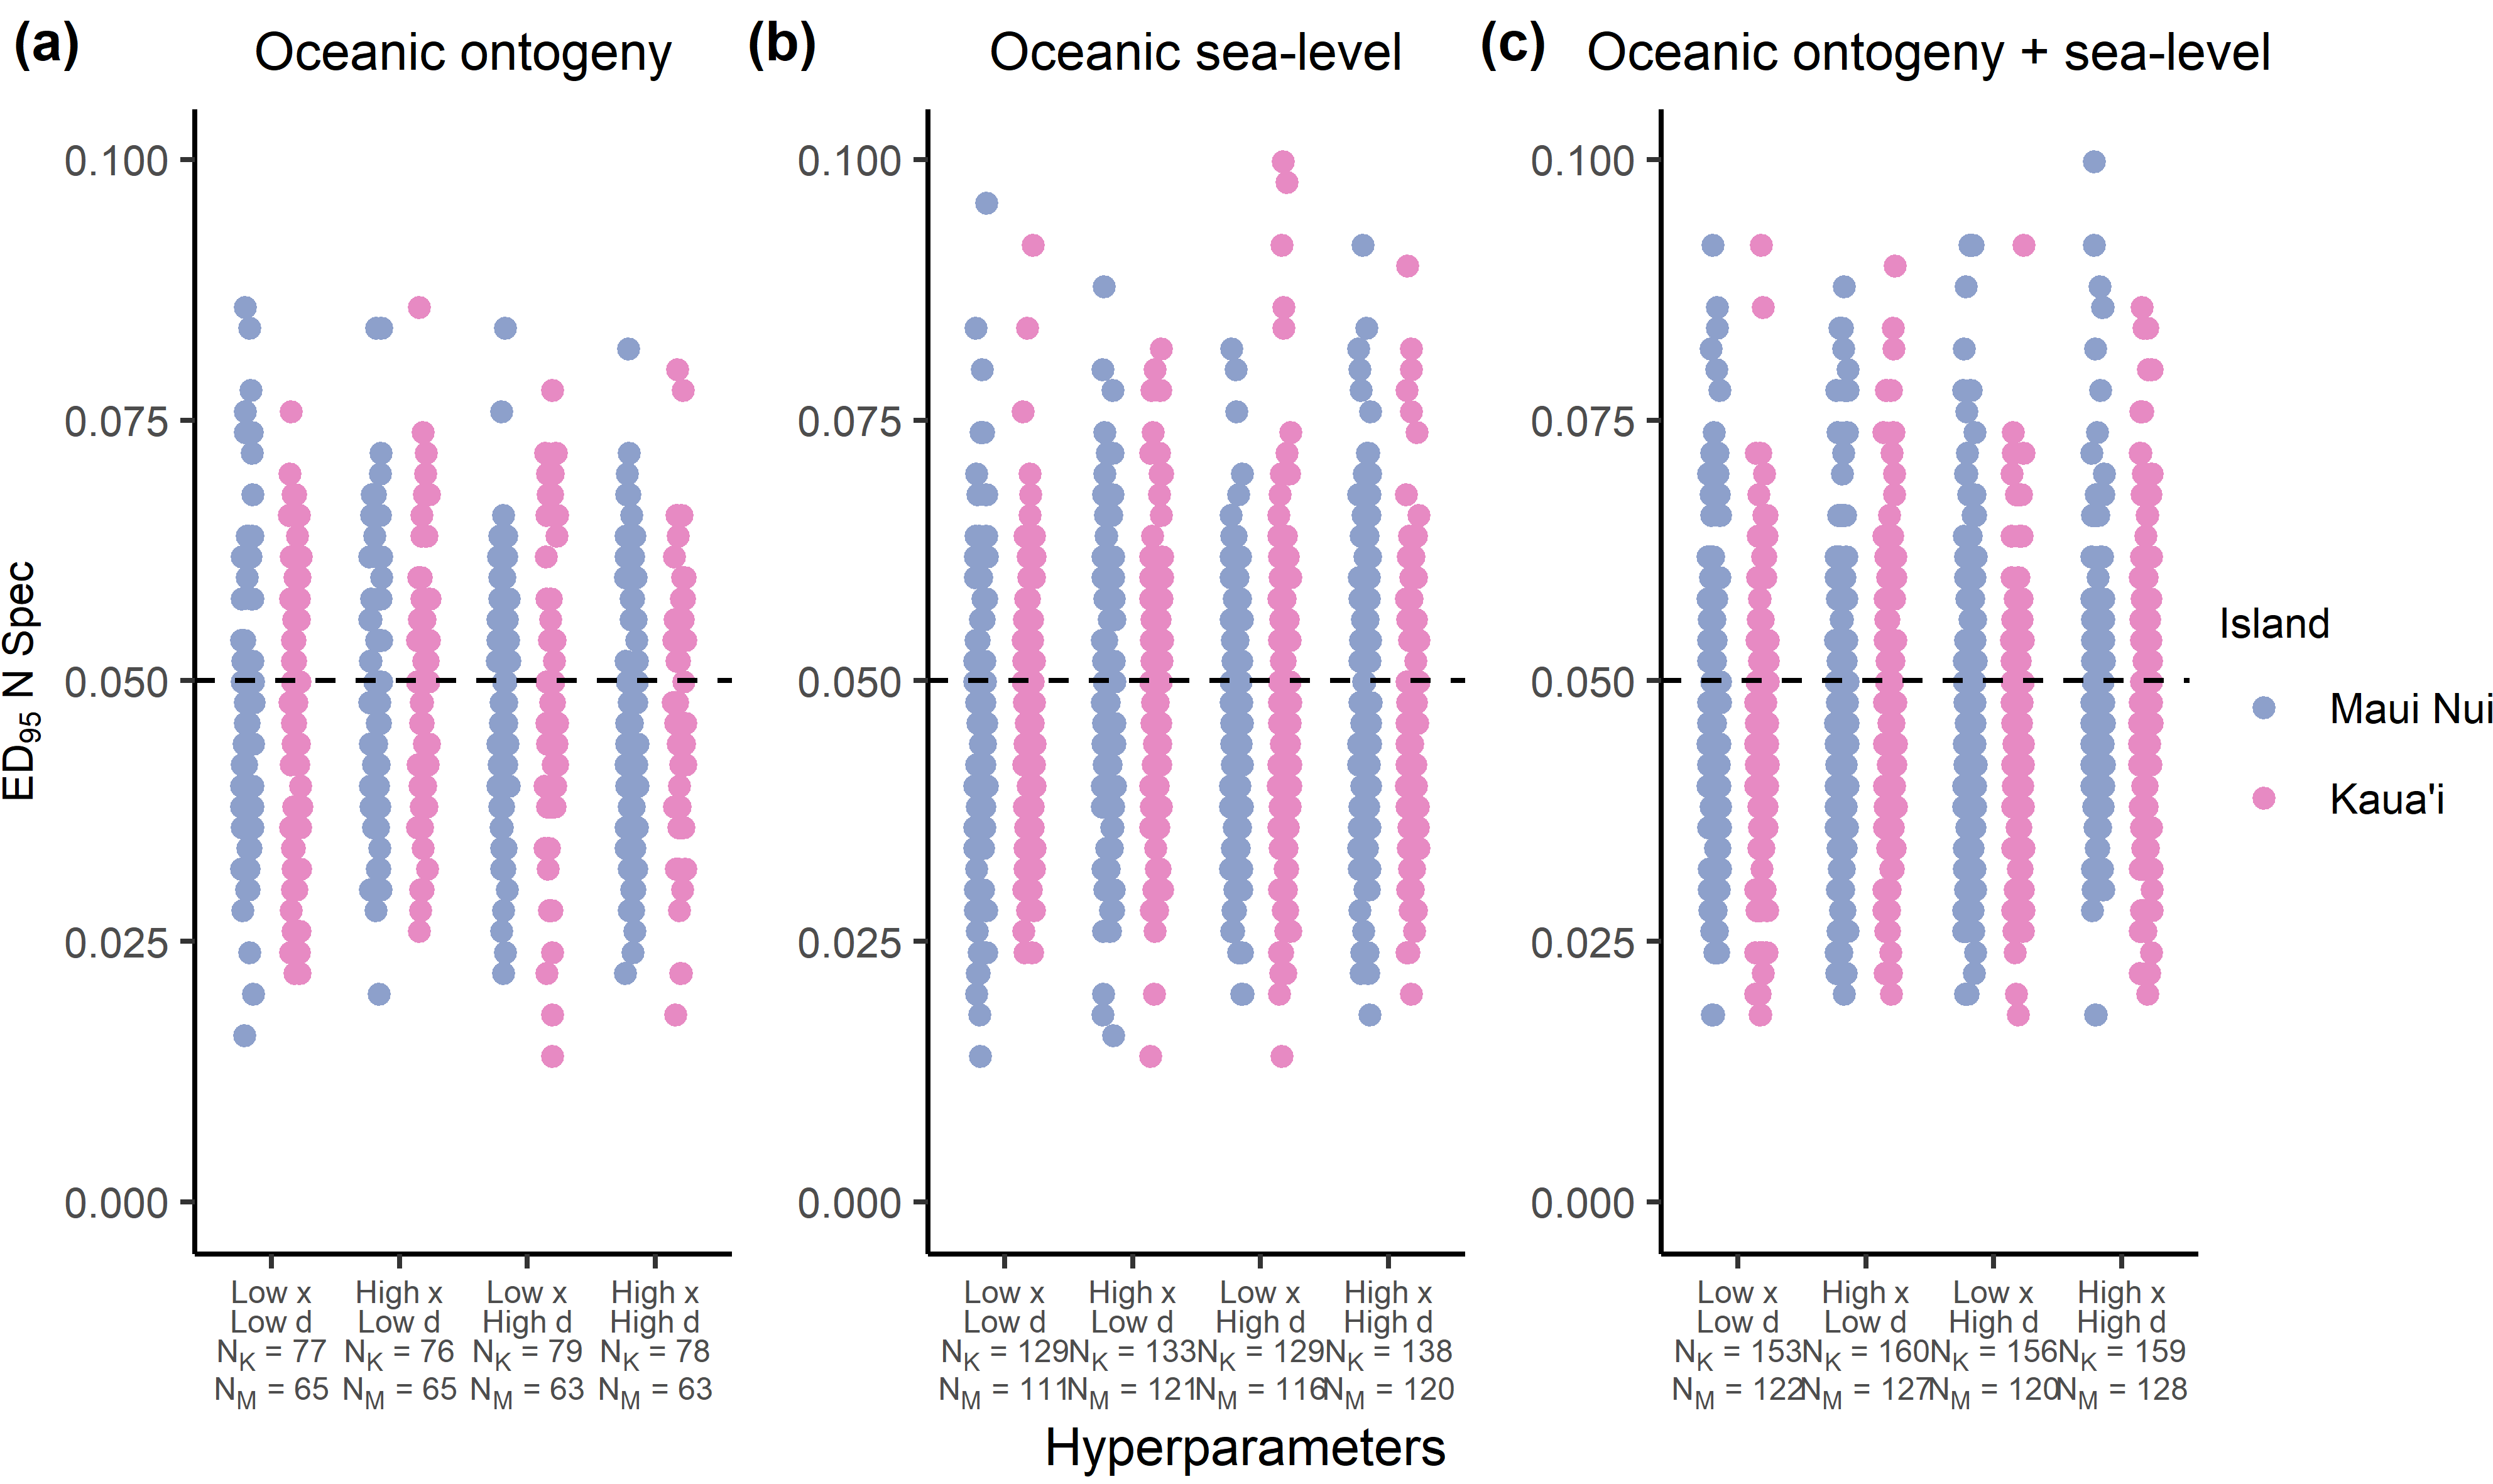 (a) Oceanic ontogeny (b) Oceanic sea-level (c) Oceanic ontogeny + sea-level
ED95 N Spec
0.100
0.075
0.050
0.025
0.000
0.100
0.075
0.050
0.025
0.000
0.100
0.075
0.050
0.025
0.000
Low x High x Low x High x
Low d Low d High d High d
NK = 77 NK = 76 NK = 79 NK = 78
NM = 65 NM = 65 NM = 63 NM = 63
Low x High x Low x High x
Low d Low d High d High d
NK = 129 NK = 133 NK = 129 NK = 138
NM = 111 NM = 121 NM = 116 NM = 120
Low x High x Low x High x
Low d Low d High d High d
NK = 153 NK = 160 NK = 156 NK = 159
NM = 122 NM = 127 NM = 120 NM = 128
Hyperparameters
Island
Maui Nui
Kaua'i